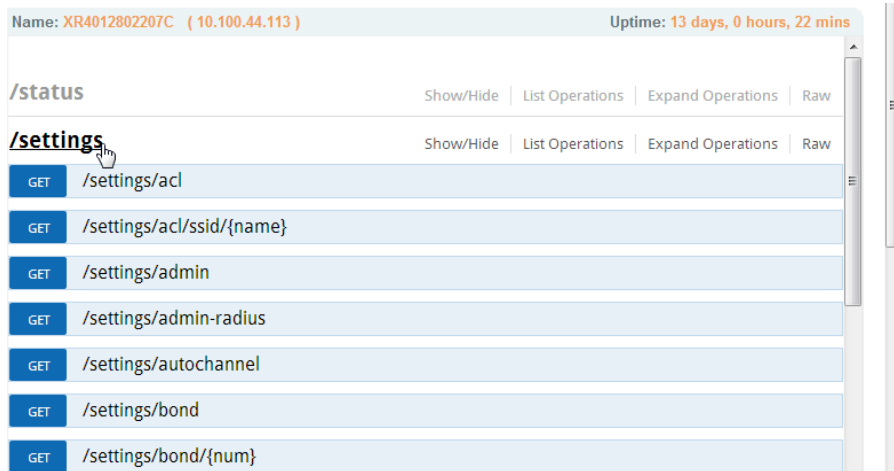 Name: XR4012802207C ( 10.100.44.113 ) Uptime: 13 days, 0 hours, 22 mins
/status Show/Hide List Operations Expand Operations Raw
/settings Show/Hide List Operations Expand Operations Raw
GET /settings/acl
GET /settings/acl/ssid/{name}
GET /settings/admin
GET /settings/admin-radius
GET /settings/autochannel
GET /settings/bond
GET /settings/bond/{num}